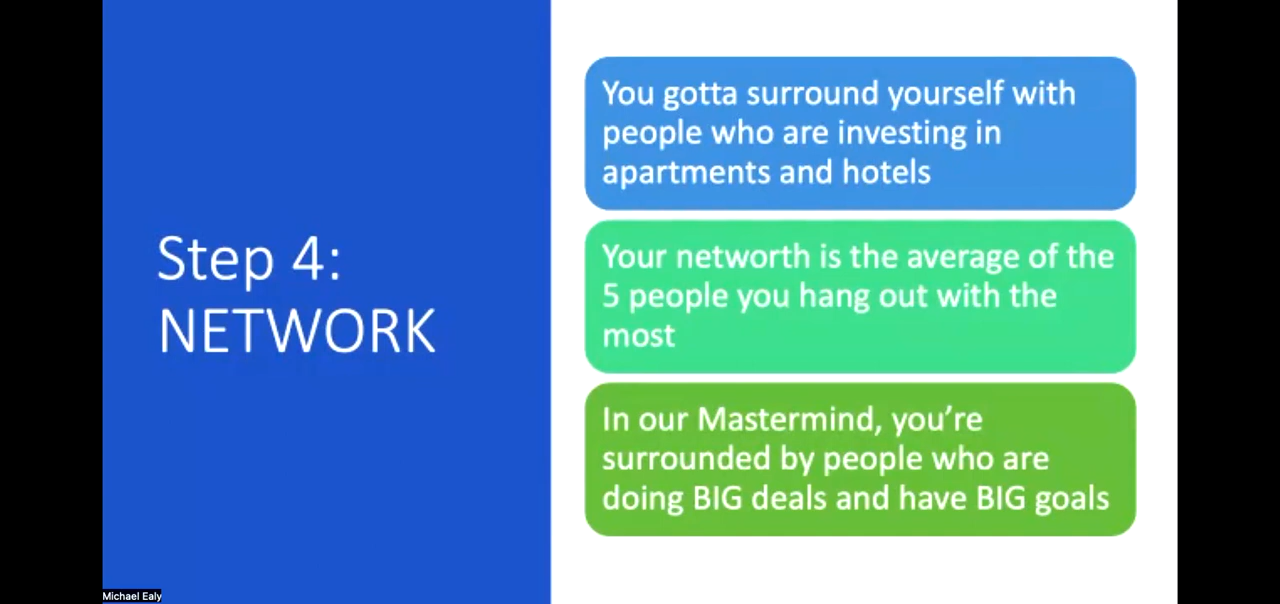 Step 4:
NETWORK
You gotta surround yourself with
people who are investing in
apartments and hotels
Your networth is the average of the
5 people you hang out with the
most
In our Mastermind, you’re
surrounded by people who are
doing BIG deals and have BIG goals
Michael Ealy